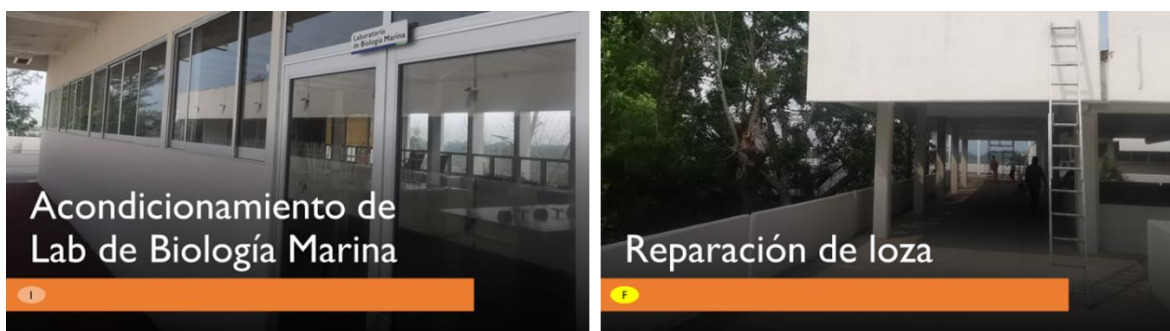 Laboratorio
de Biología Marina
Acondicionamiento de
Lab de Biología Marina
I
Reparación de loza
F